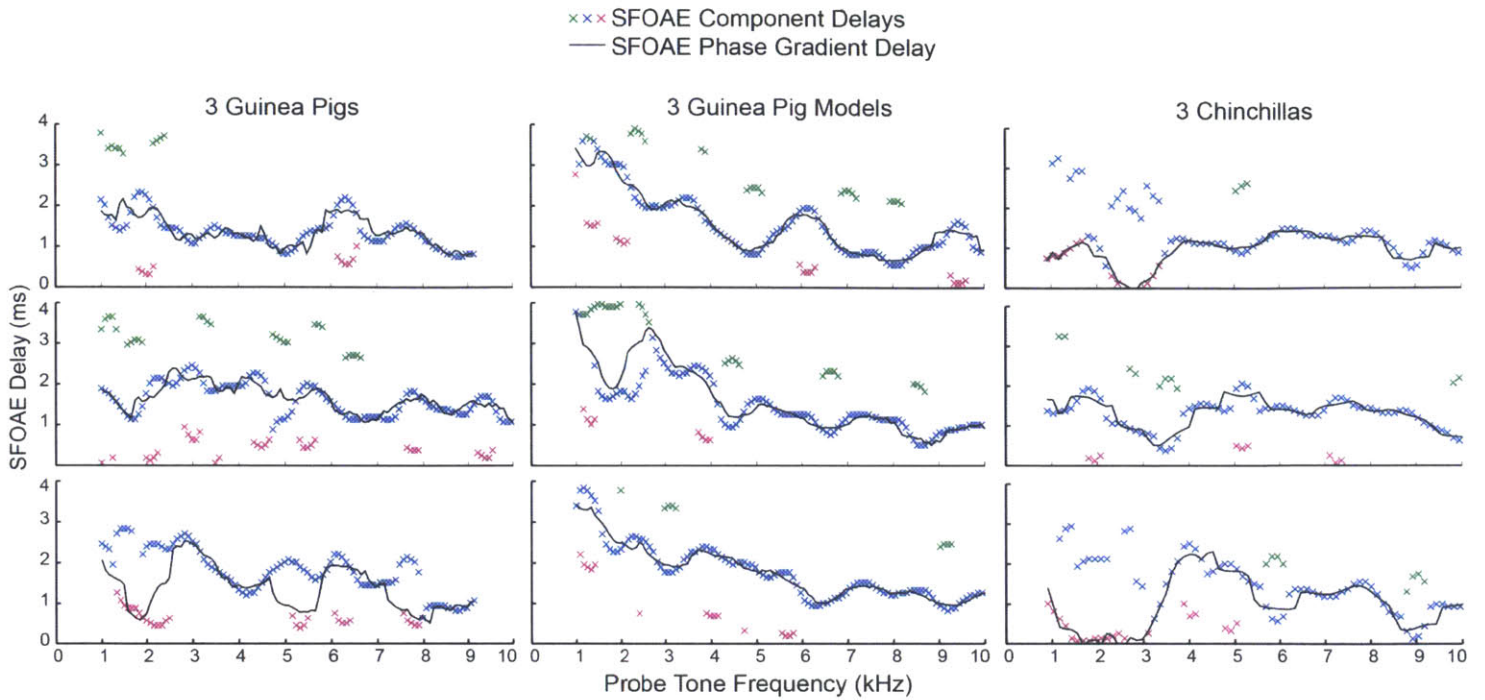 ××× SFOAE Component Delays
— SFOAE Phase Gradient Delay
3 Guinea Pigs
3 Guinea Pig Models
3 Chinchillas
SFOAE Delay (ms)
4
3
2
1
0
4
3
2
1
4
3
2
1
0
0 1 2 3 4 5 6 7 8 9 10
0 1 2 3 4 5 6 7 8 9 10
0 1 2 3 4 5 6 7 8 9 10
Probe Tone Frequency (kHz)